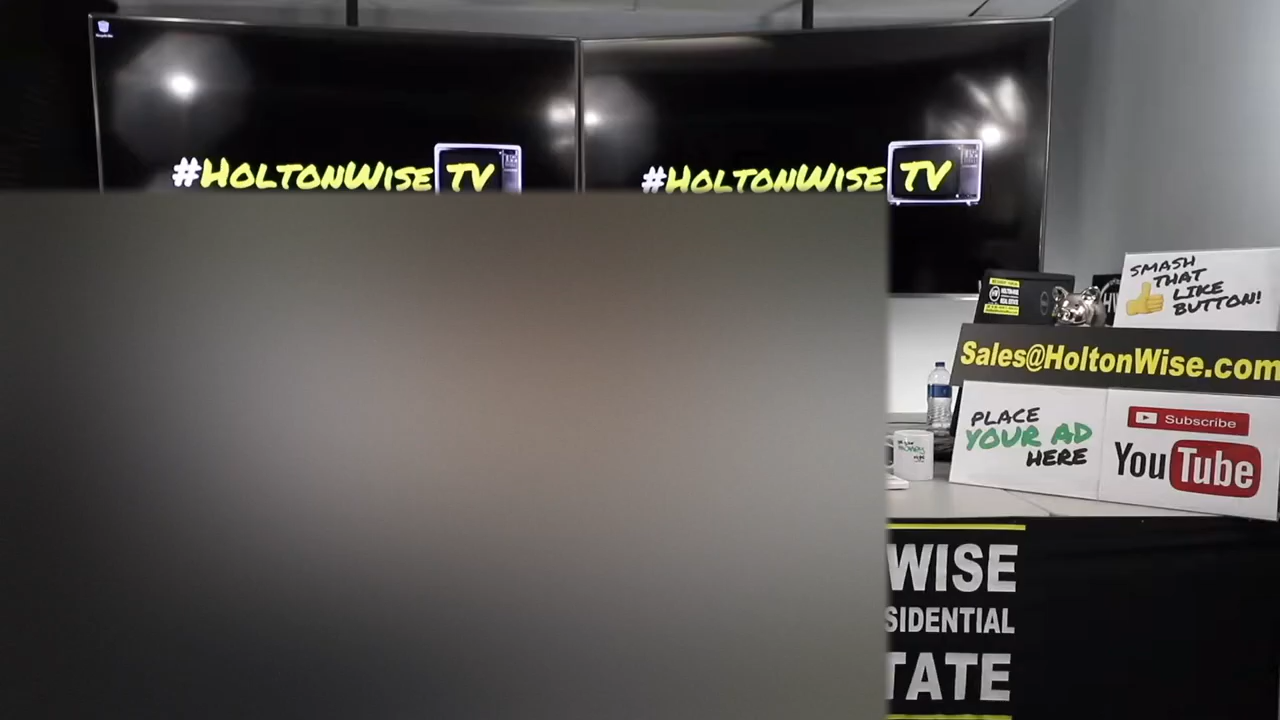 #HOLTONWISE TV
#HOLTONWISE TV
SMASH
THAT
LIKE
BUTTON!
Sales@HoltonWise.com
PLACE
YOUR AD
HERE
Subscribe
YouTube
WISE
SIDENTIAL
TATE